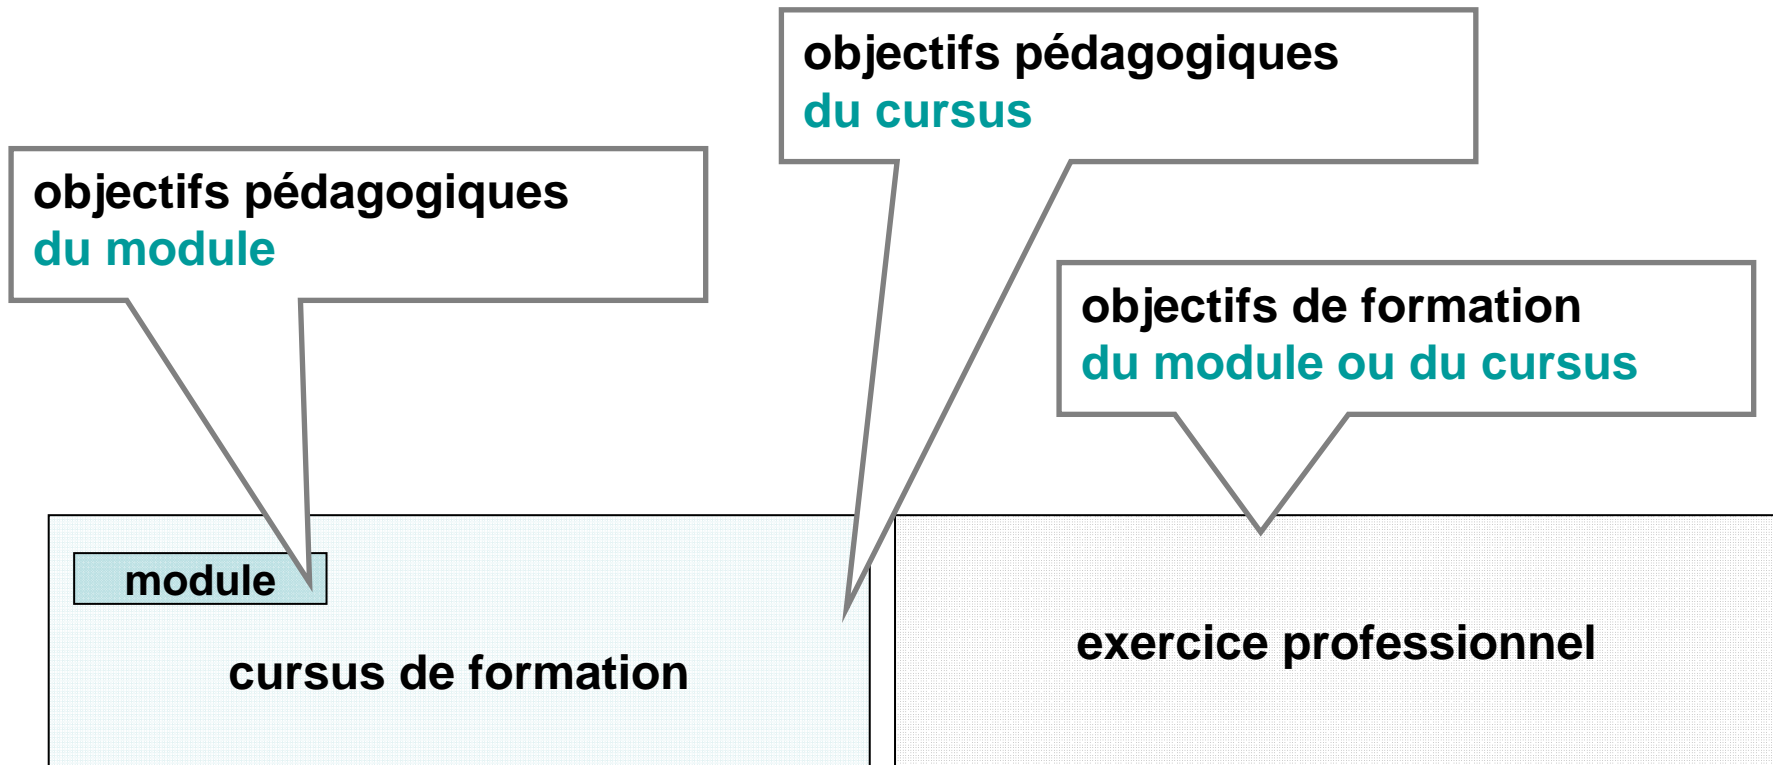 objectifs pédagogiques
du cursus
objectifs pédagogiques
du module
objectifs de formation
du module ou du cursus
module
cursus de formation
exercice professionnel